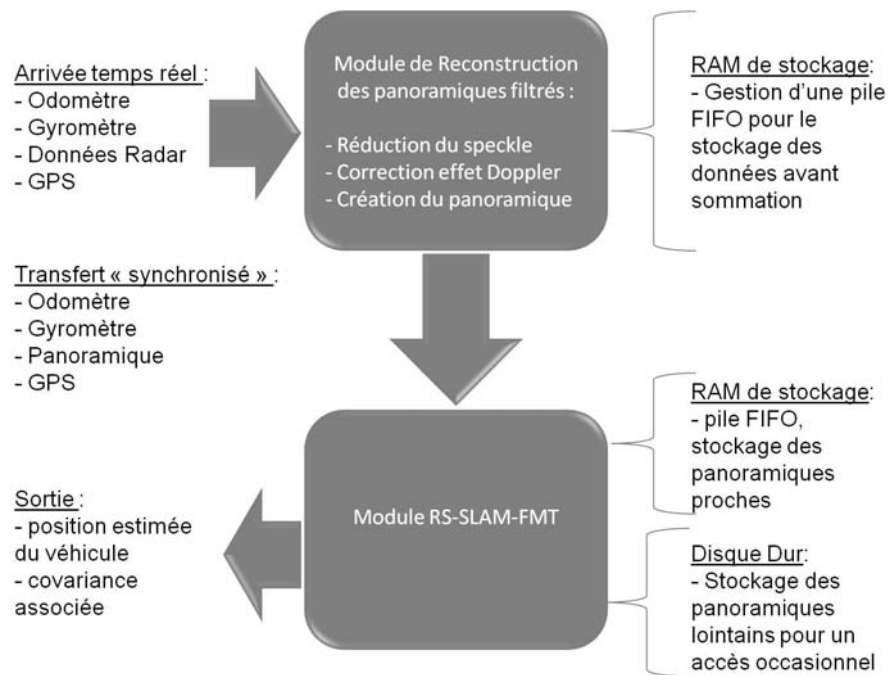 Arrivée temps réel :
- Odomètre
- Gyromètre
- Données Radar
- GPS
Module de Reconstruction
des panoramiques filtrés :
- Réduction du speckle
- Correction effet Doppler
- Création du panoramique
RAM de stockage:
- Gestion d'une pile
FIFO pour le
stockage des
données avant
sommation
Transfert « synchronisé » :
- Odomètre
- Gyromètre
- Panoramique
- GPS
RAM de stockage:
- pile FIFO,
stockage des
panoramiques
proches
Module RS-SLAM-FMT
Sortie :
- position estimée
du véhicule
- covariance
associée
Disque Dur:
- Stockage des
panoramiques
lointains pour un
accès occasionnel